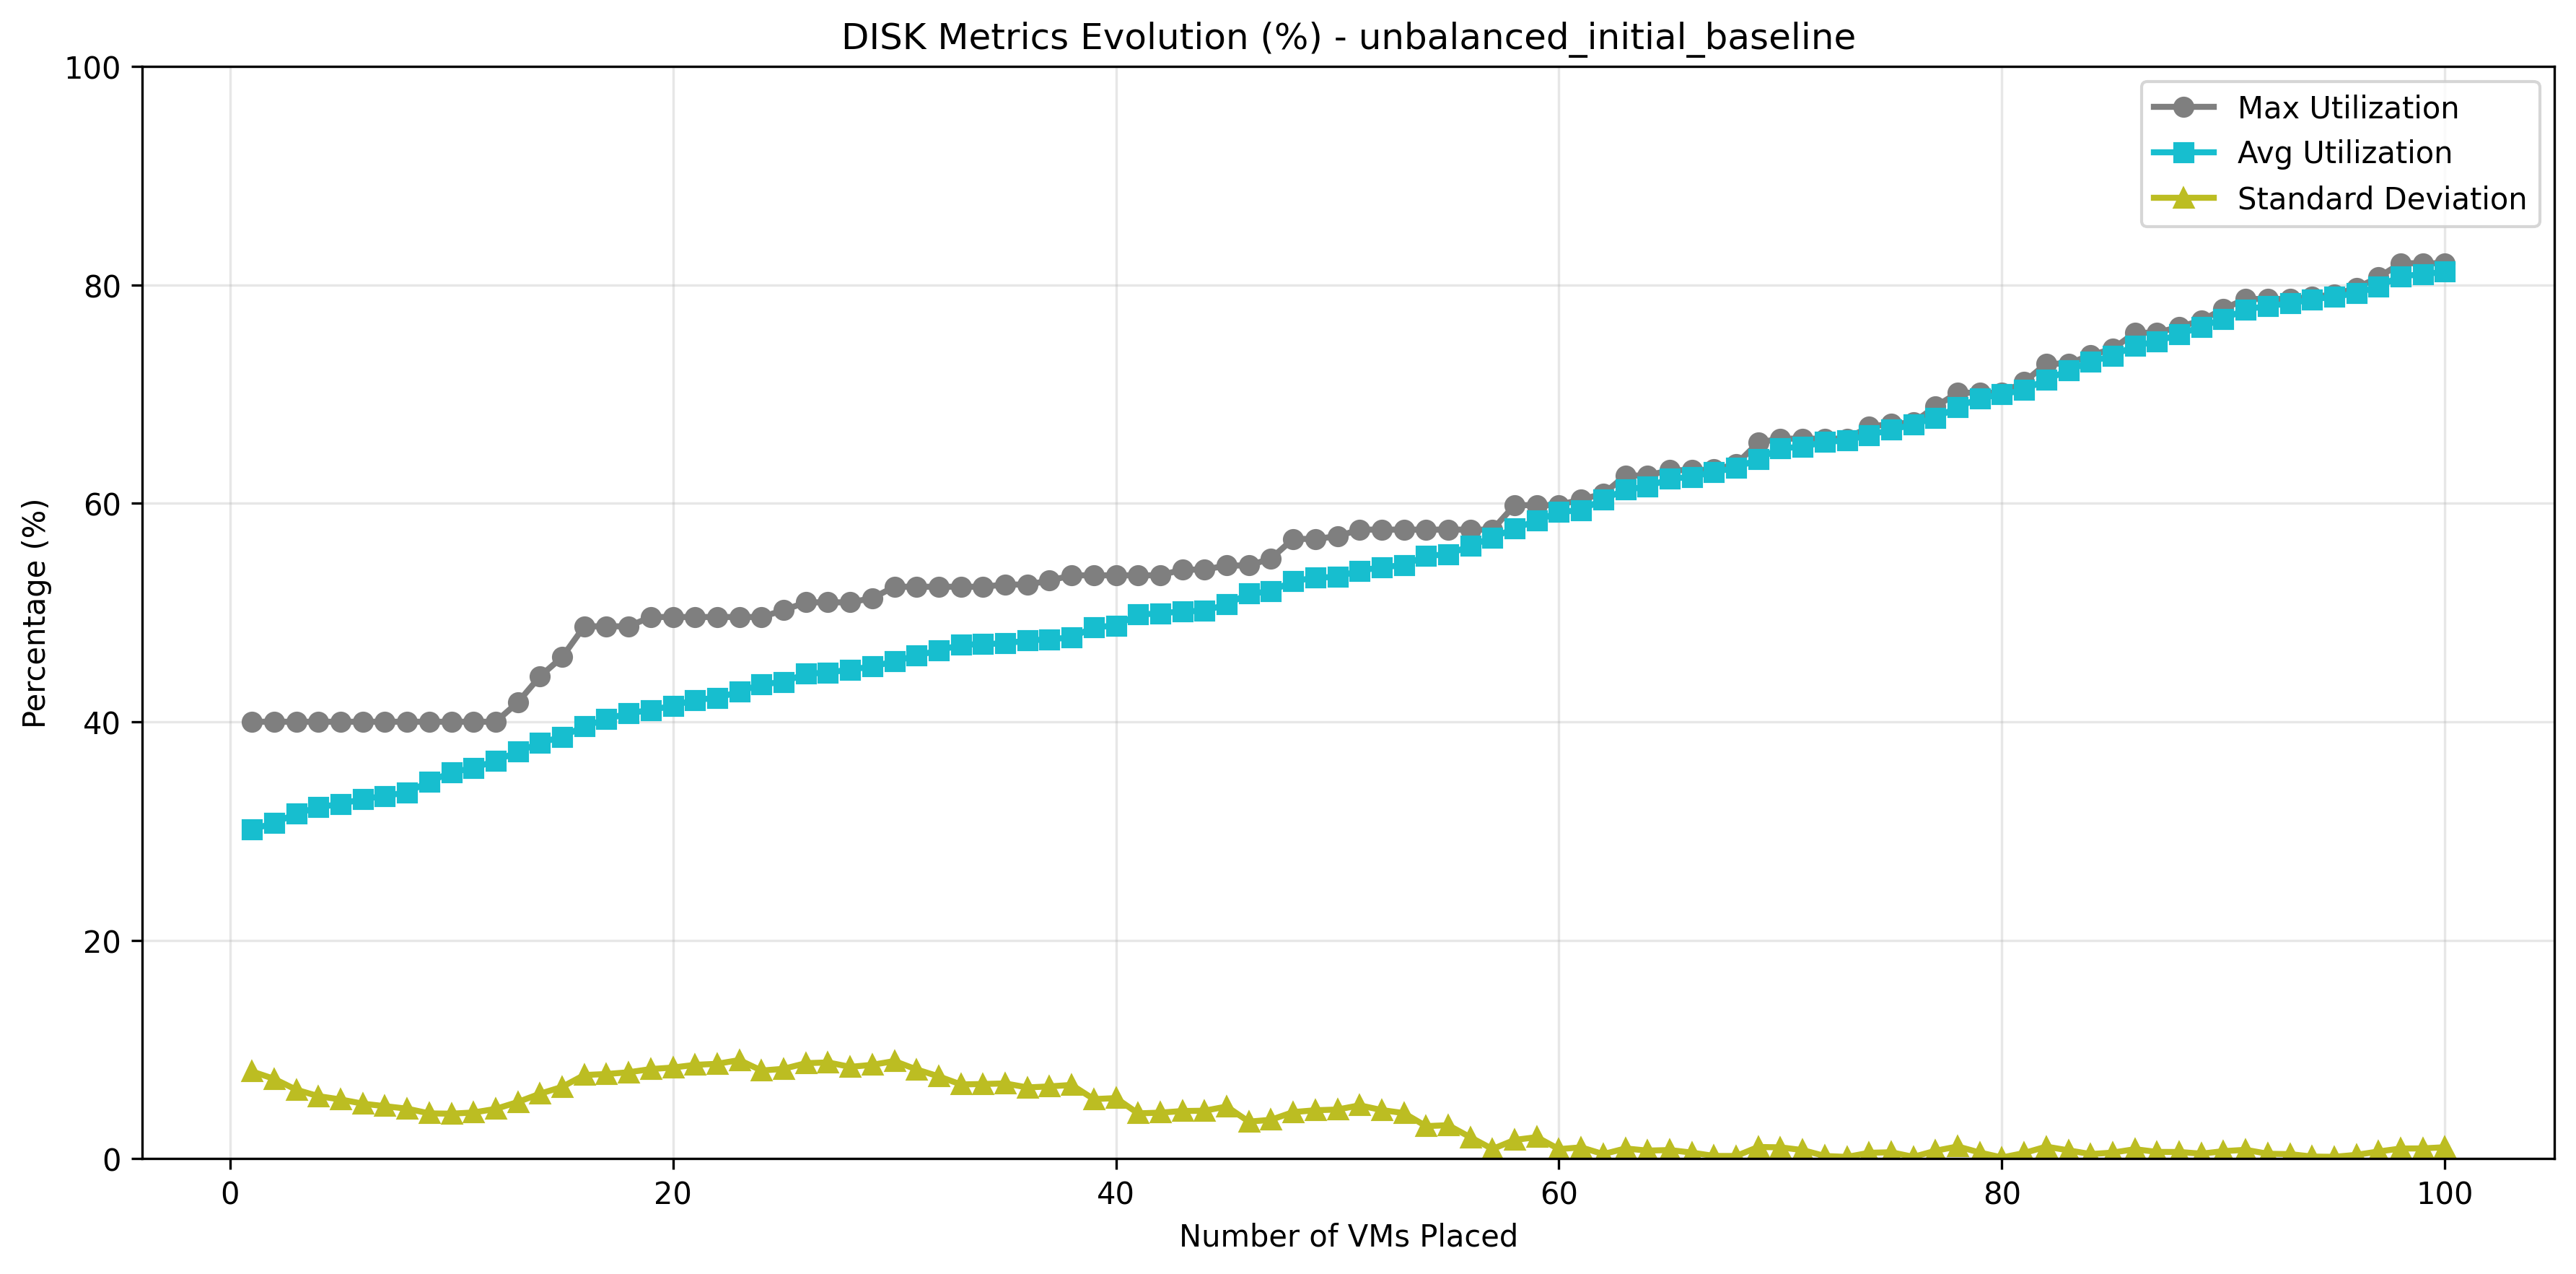 DISK Metrics Evolution (%) - unbalanced_initial_baseline
Max Utilization
Avg Utilization
Standard Deviation
Percentage (%)
100
80
60
40
20
0
0 20 40 60 80 100
Number of VMs Placed